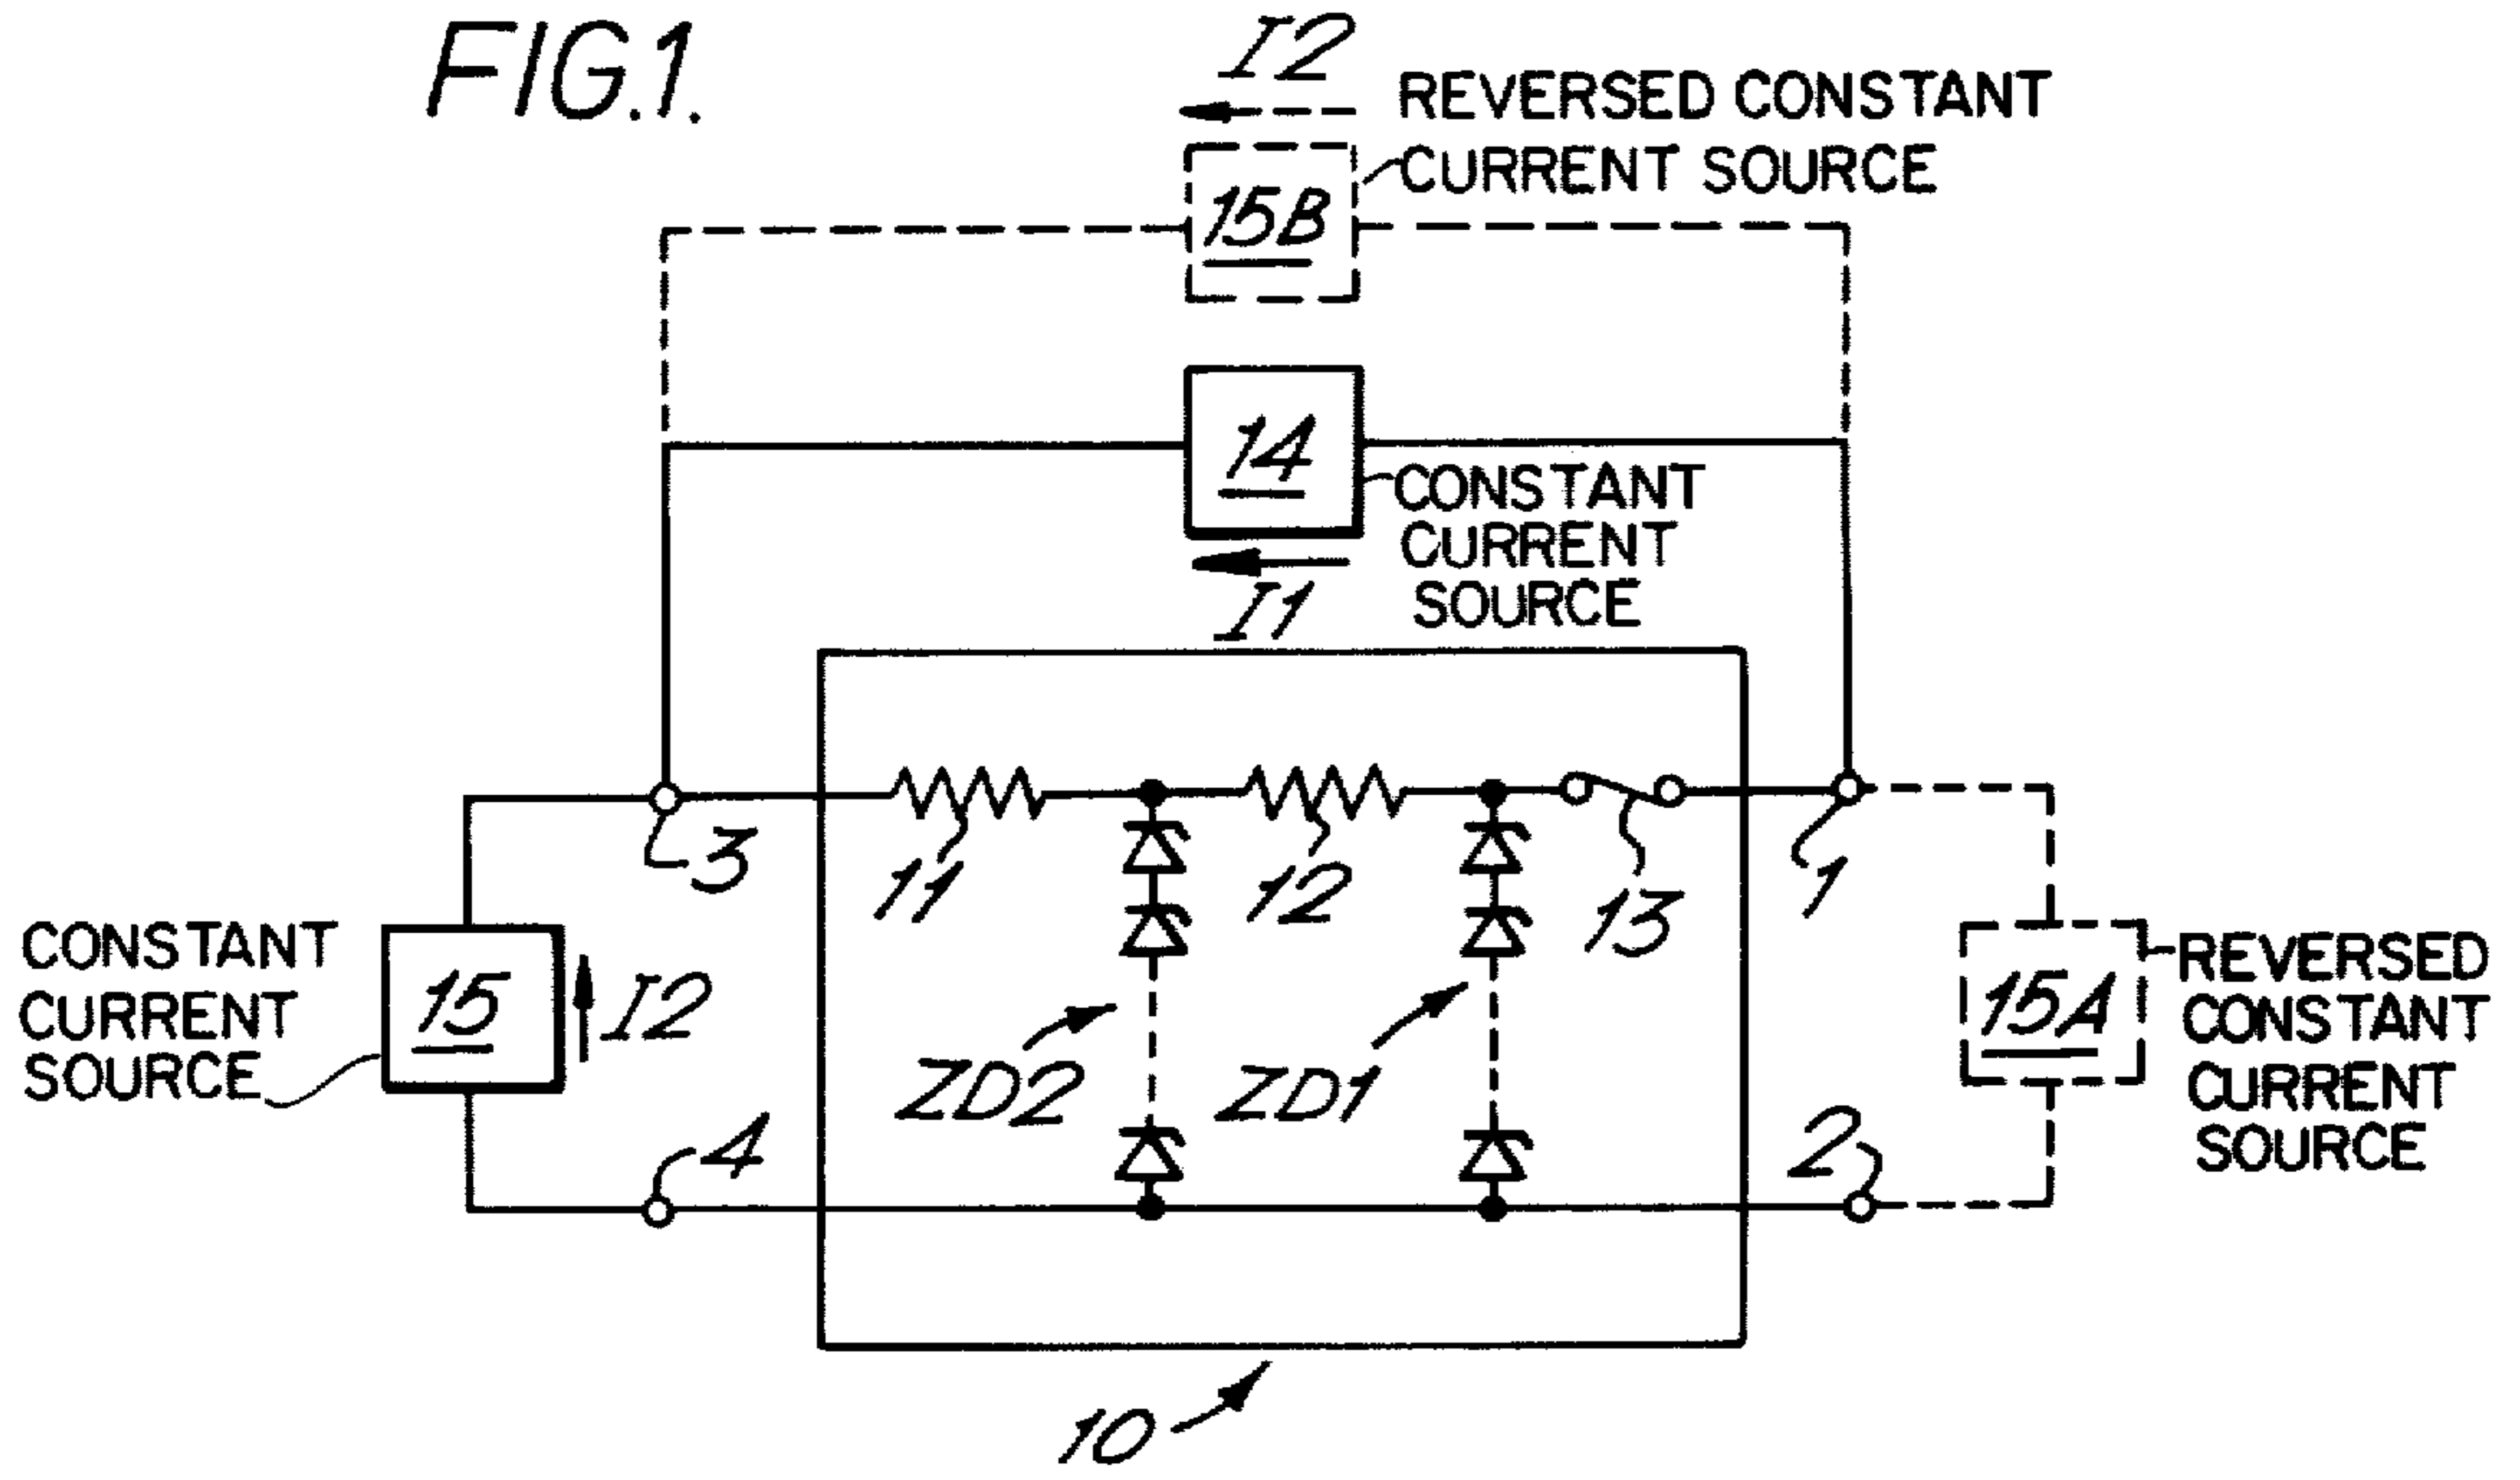 FIG.1.
I2
REVERSED CONSTANT
CURRENT SOURCE
15B
14
CONSTANT
CURRENT
SOURCE
I1
3
11
12
13
1
CONSTANT
CURRENT
SOURCE
15
I2
ZD2
ZD1
15A
REVERSED
CONSTANT
CURRENT
SOURCE
4
2
10